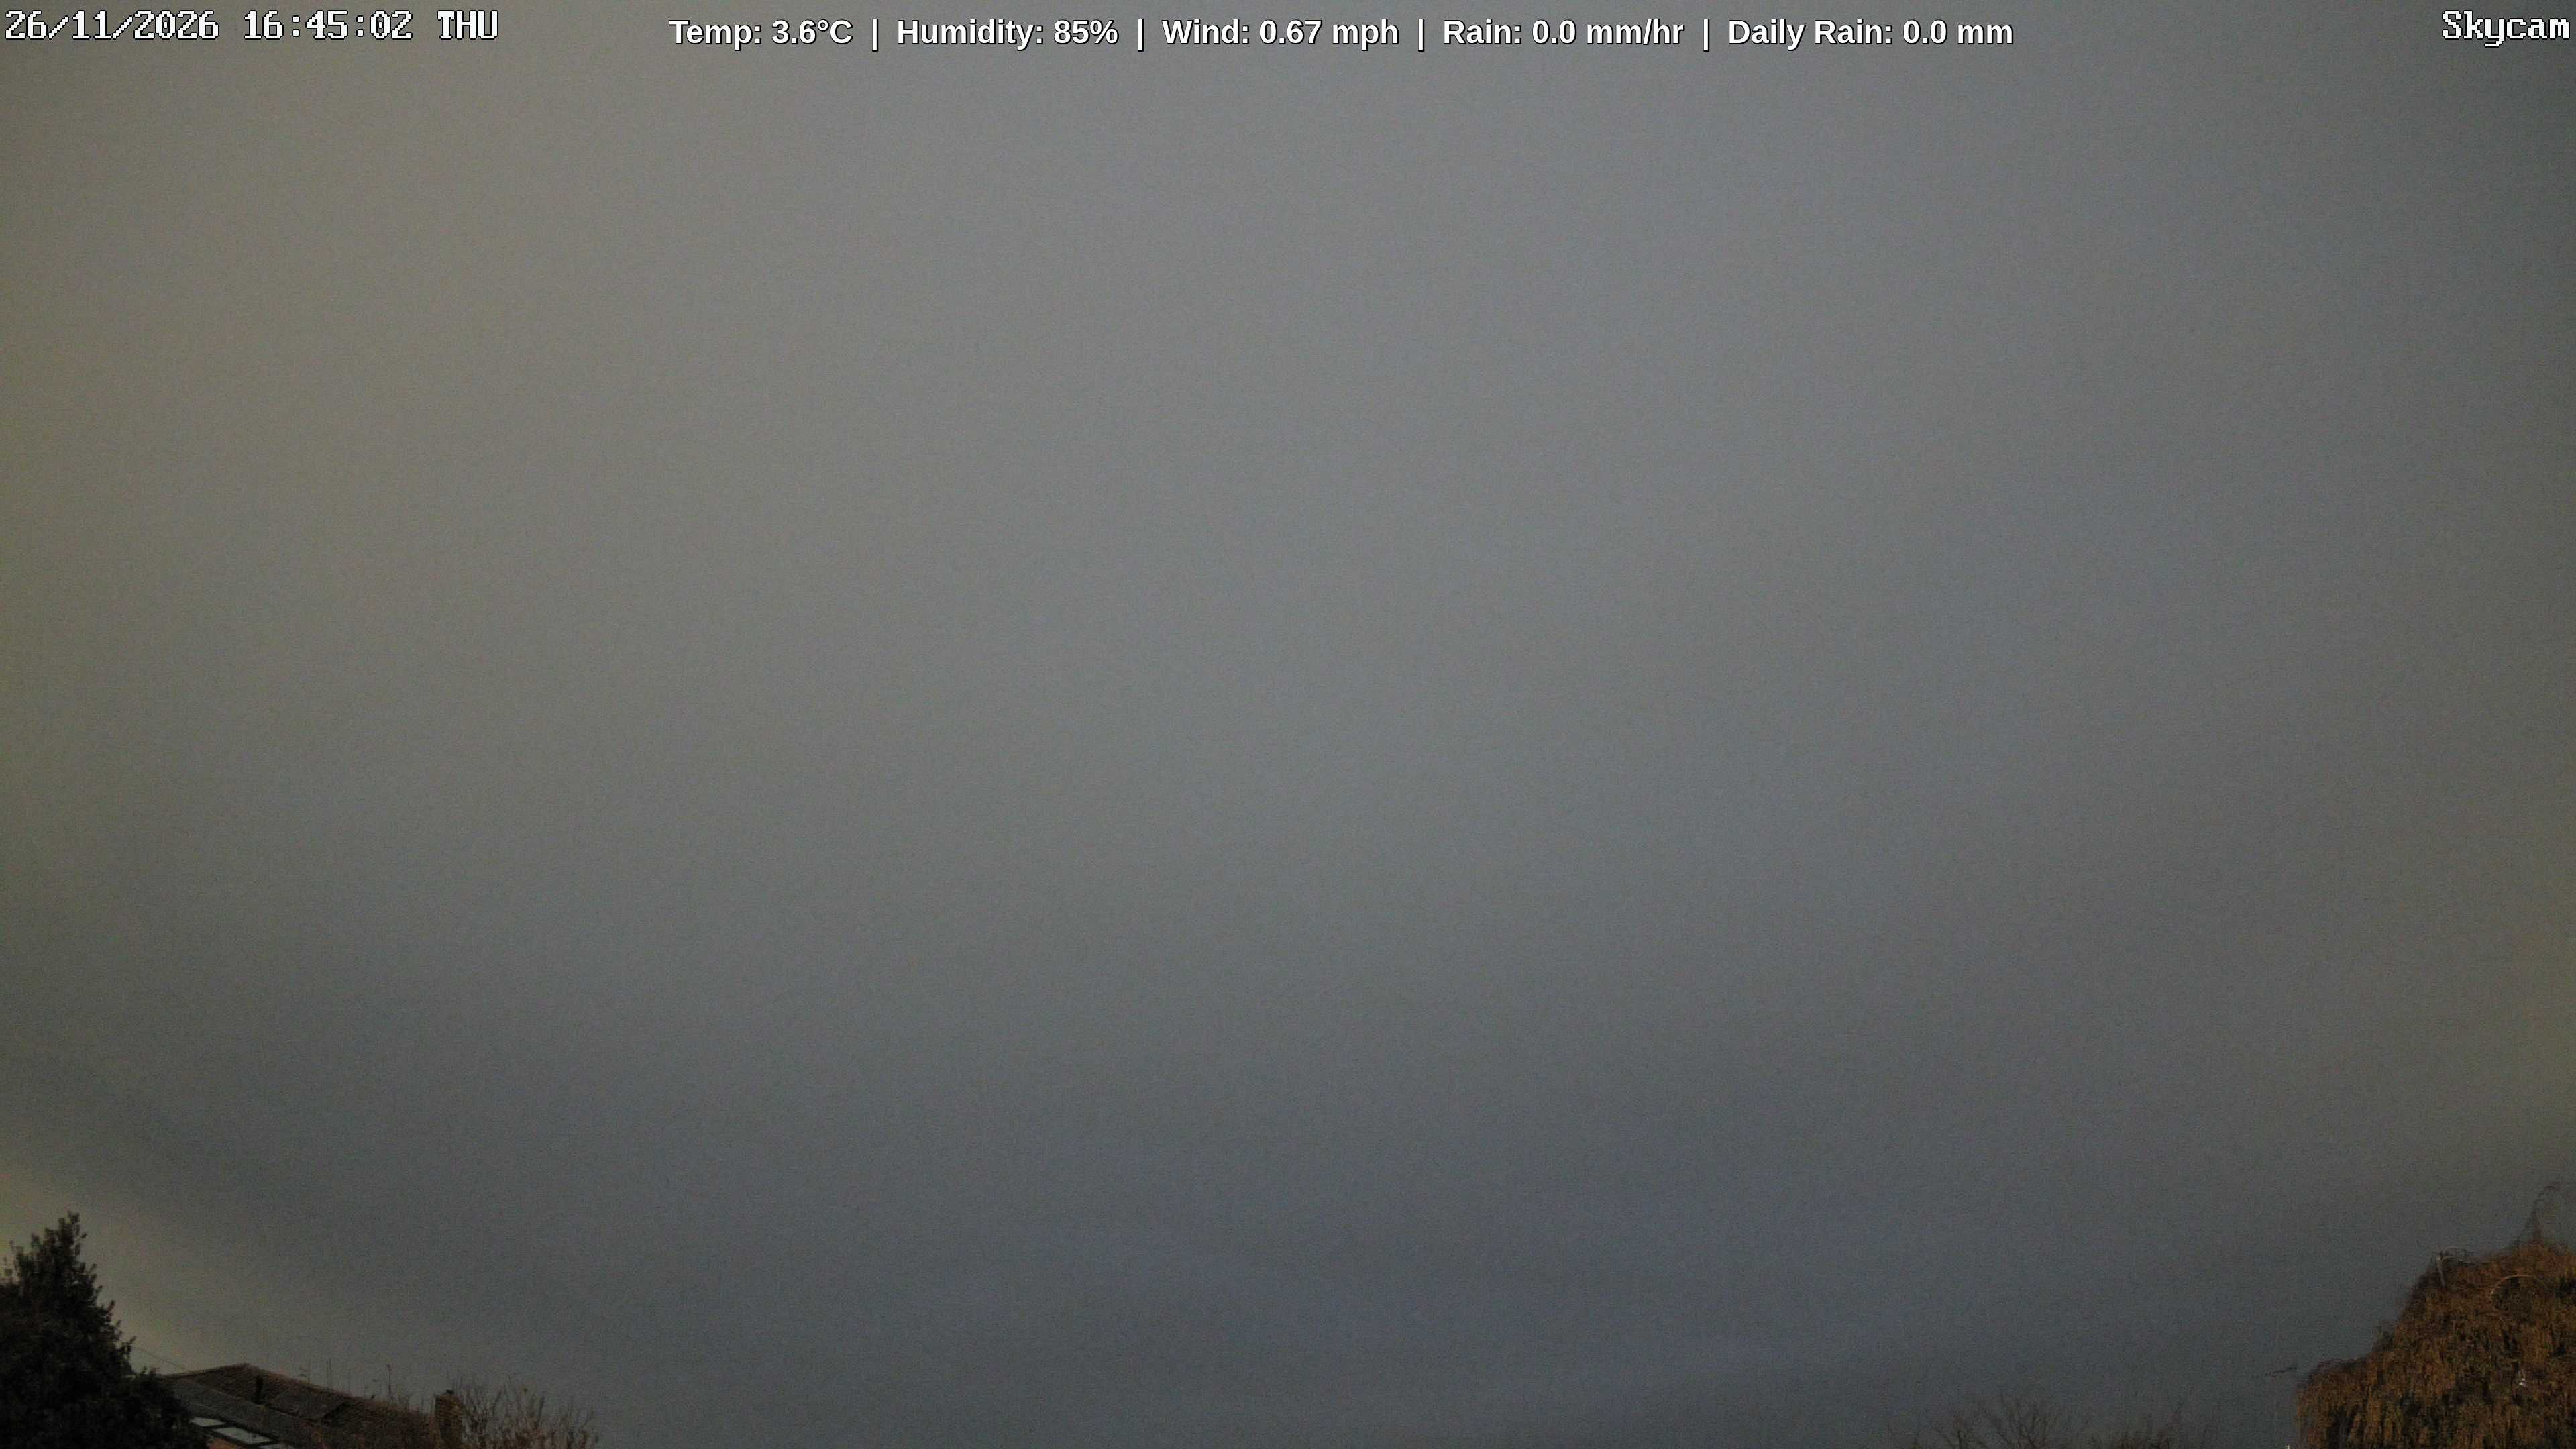 26/11/2026 16:45:02 THU
Temp: 3.6°C | Humidity: 85% | Wind: 0.67 mph | Rain: 0.0 mm/hr | Daily Rain: 0.0 mm
Skycam